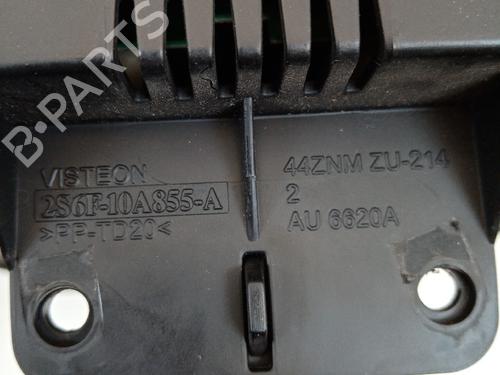 B-PARTS
VISTEON
2S6F-10A855-A
>PP-TD20<
44ZNM ZU-214
2
AU 6620A